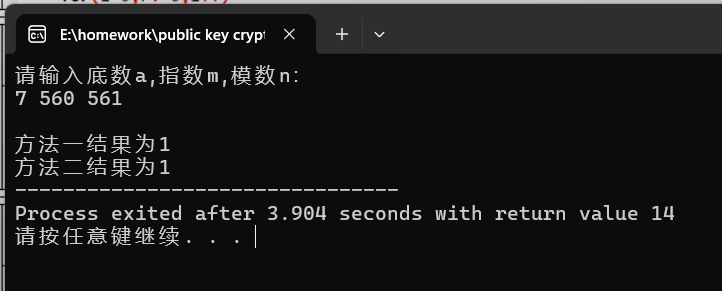 E:\homework\public key crypt
请输入底数a,指数m,模数n:
7 560 561
方法一结果为1
方法二结果为1
--------------------------------
Process exited after 3.904 seconds with return value 14
请按任意键继续. . .